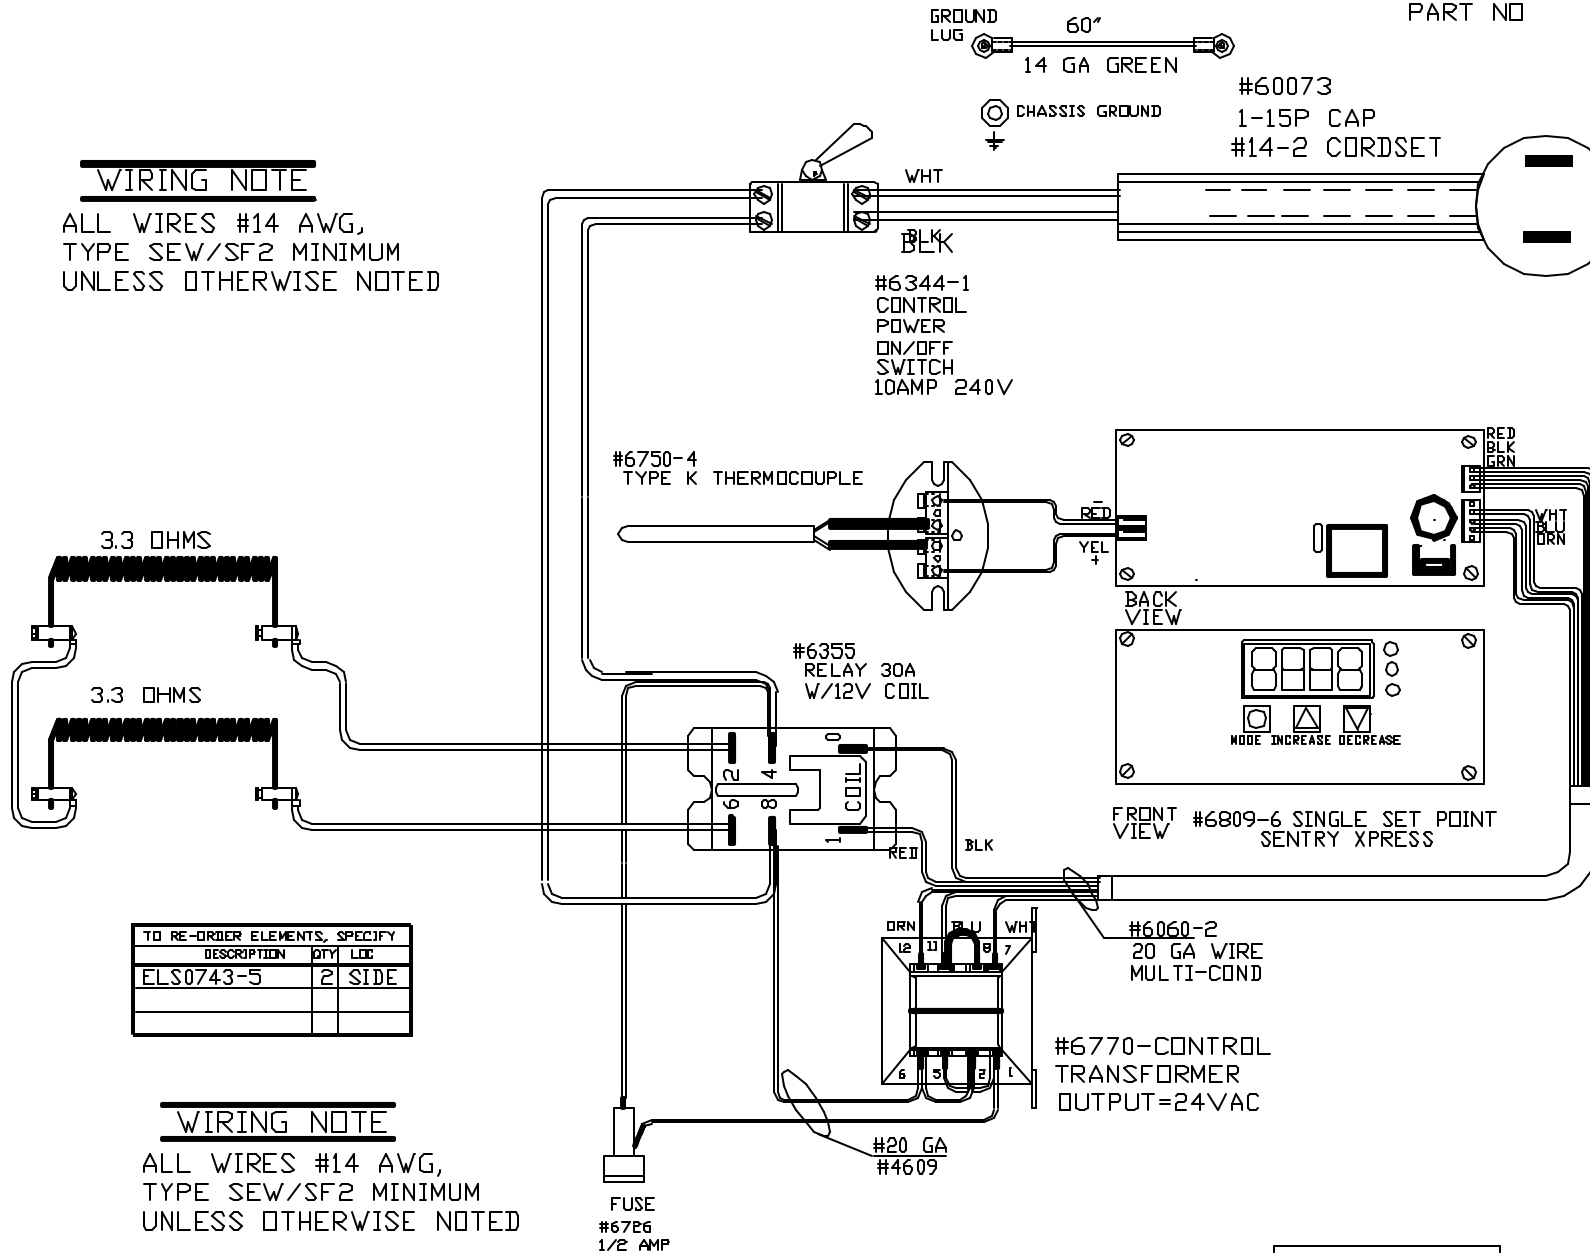 PART NO
GROUND
LUG
60"
14 GA GREEN
CHASSIS GROUND
#60073
1-15P CAP
#14-2 CORDSET
WIRING NOTE
ALL WIRES #14 AWG,
TYPE SEW/SF2 MINIMUM
UNLESS OTHERWISE NOTED
WHT
BLK
BLK
#6344-1
CONTROL
POWER
ON/OFF
SWITCH
10AMP 240V
#6750-4
TYPE K THERMOCOUPLE
-
RED
YEL
+
RED
BLK
GRN
WHT
BLU
ORN
BACK
VIEW
3.3 OHMS
3.3 OHMS
#6355
RELAY 30A
W/12V COIL
2
4
6
8
0
COIL
1
RED
BLK
MODE INCREASE DECREASE
FRONT
VIEW
#6809-6 SINGLE SET POINT
SENTRY XPRESS
ORN
BLU
WHT
12
11
8
7
6
5
2
1
#6060-2
20 GA WIRE
MULTI-COND
#6770-CONTROL
TRANSFORMER
OUTPUT=24VAC
TO RE-ORDER ELEMENTS, SPECIFY
DESCRIPTION QTY LOC
ELS0743-5 2 SIDE
WIRING NOTE
ALL WIRES #14 AWG,
TYPE SEW/SF2 MINIMUM
UNLESS OTHERWISE NOTED
#20 GA
#4609
FUSE
#6726
1/2 AMP